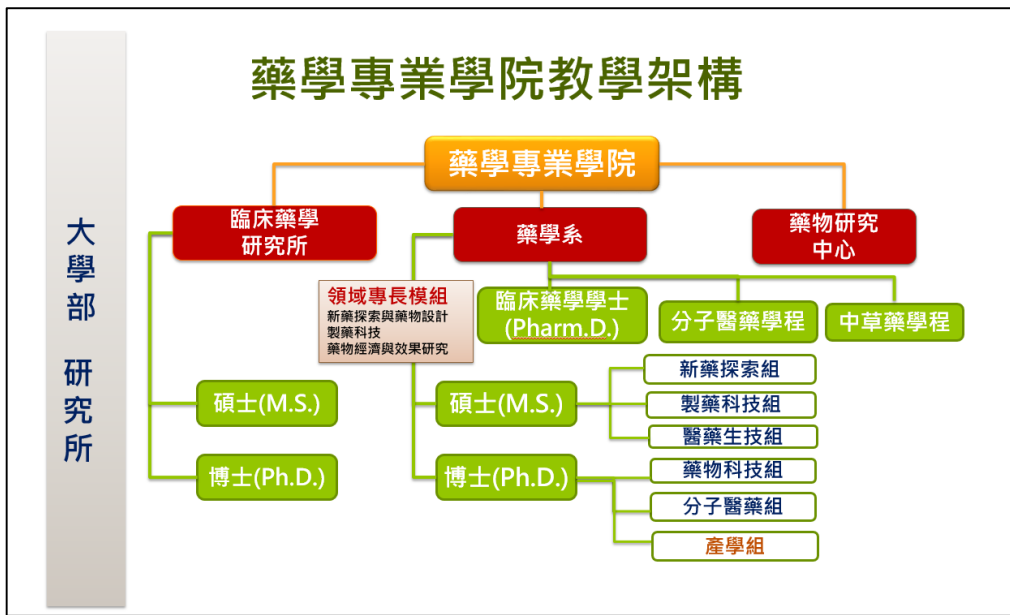 藥學專業學院教學架構
大學部 研究所
藥學專業學院
臨床藥學
研究所
藥學系
藥物研究
中心
領域專長模組
新藥探索與藥物設計
製藥科技
藥物經濟與效果研究
臨床藥學學士
(Pharm.D.)
分子醫藥學程
中草藥學程
碩士(M.S.)
博士(Ph.D.)
碩士(M.S.)
新藥探索組
製藥科技組
醫藥生技組
博士(Ph.D.)
藥物科技組
分子醫藥組
產學組